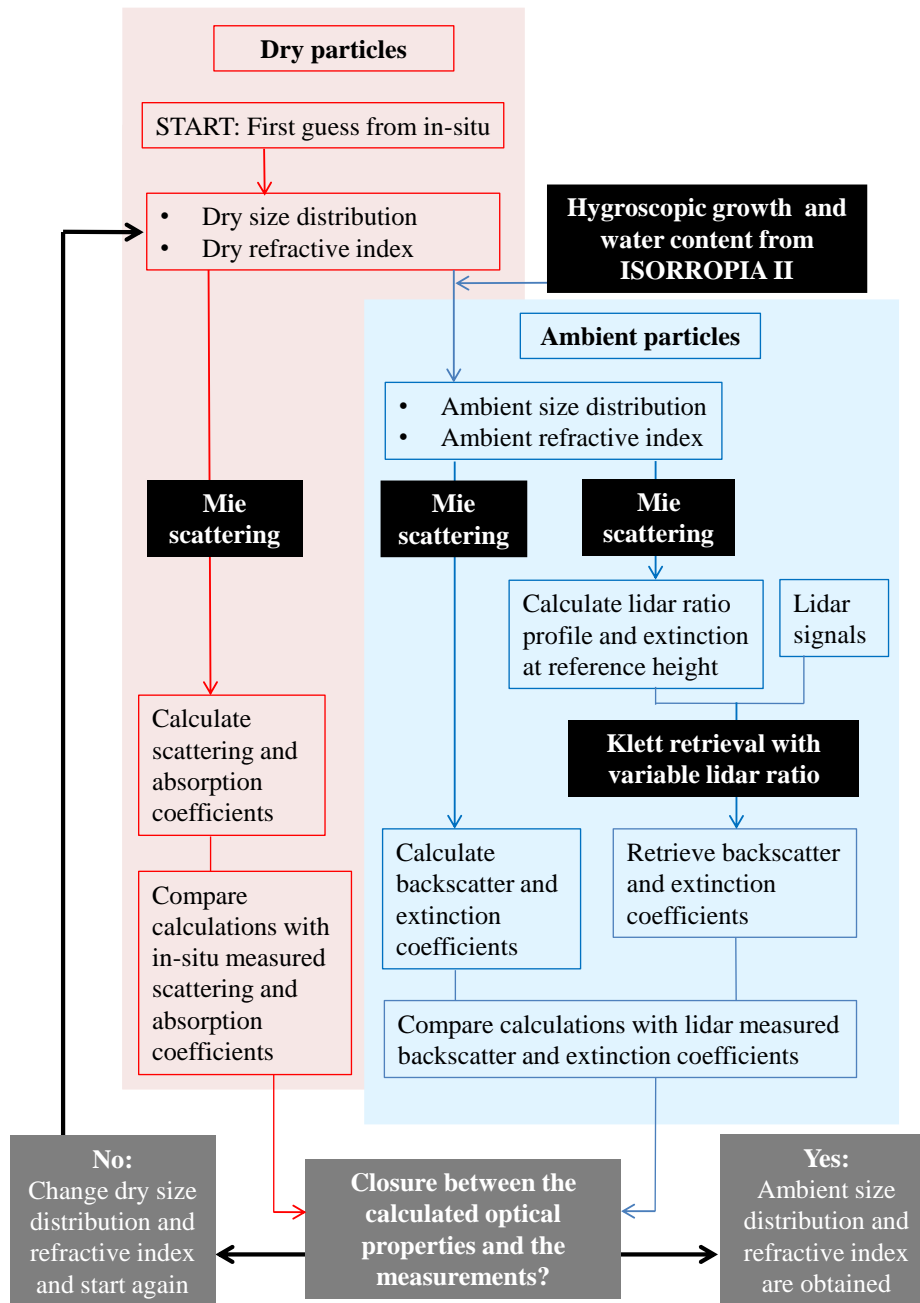 Dry particles
START: First guess from in-situ
• Dry size distribution
• Dry refractive index
Hygroscopic growth and
water content from
ISORROPIA II
Ambient particles
• Ambient size distribution
• Ambient refractive index
Mie
scattering
Mie
scattering
Mie
scattering
Calculate lidar ratio
profile and extinction
at reference height
Lidar
signals
Calculate
scattering and
absorption
coefficients
Klett retrieval with
variable lidar ratio
Calculate
backscatter and
extinction
coefficients
Retrieve backscatter
and extinction
coefficients
Compare
calculations with
in-situ measured
scattering and
absorption
coefficients
Compare calculations with lidar measured
backscatter and extinction coefficients
No:
Change dry size
distribution and
refractive index
and start again
Closure between the
calculated optical
properties and the
measurements?
Yes:
Ambient size
distribution and
refractive index
are obtained